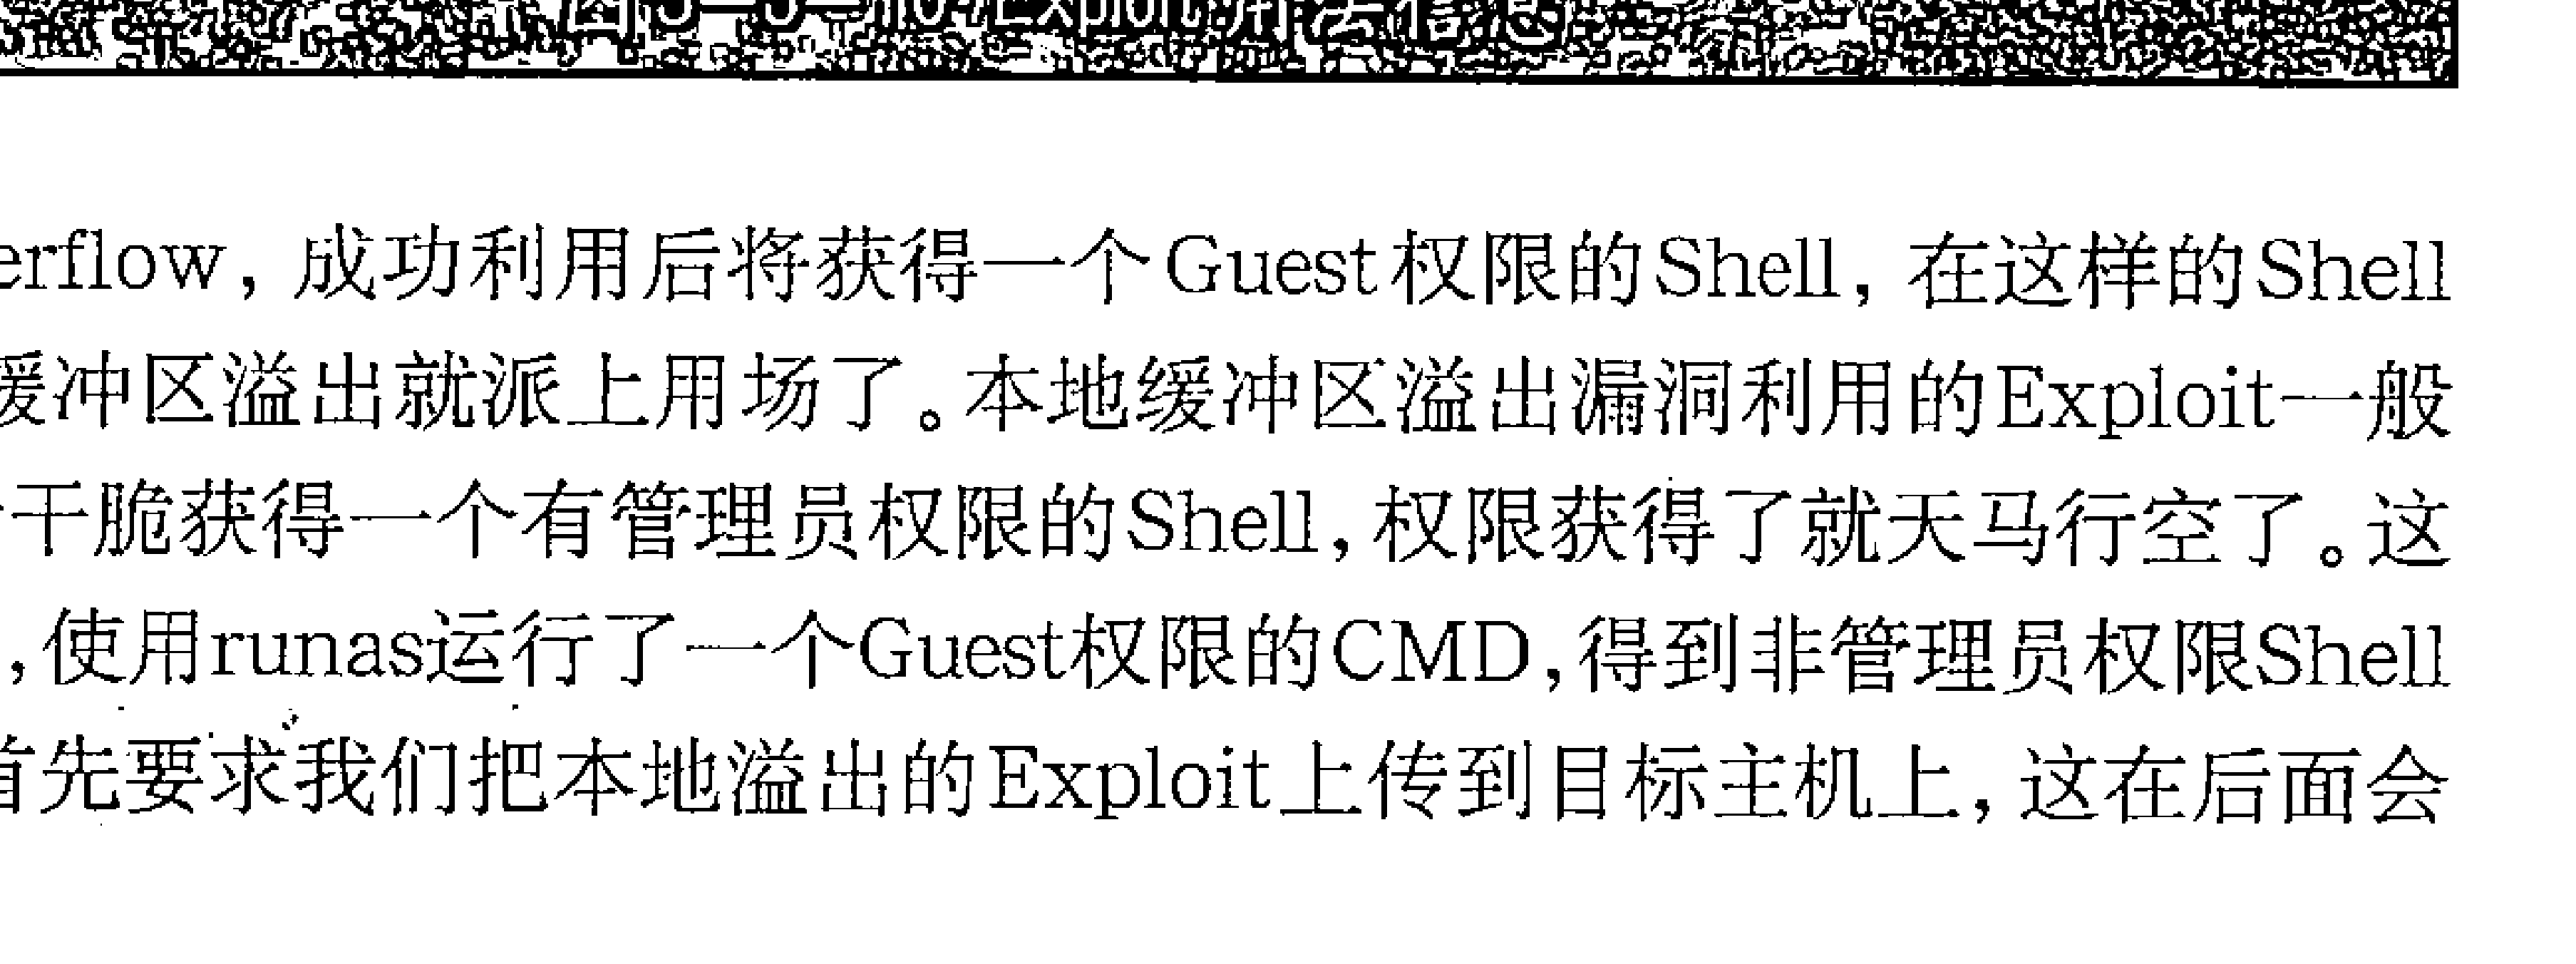 erflow，成功利用后将获得一个Guest权限的Shell，在这样的Shell
缓冲区溢出就派上用场了。本地缓冲区溢出漏洞利用的Exploit一般
干脆获得一个有管理员权限的Shell，权限获得了就天马行空了。这
，使用runas运行了一个Guest权限的CMD，得到非管理员权限Shell
首先要求我们把本地溢出的Exploit上传到目标主机上，这在后面会